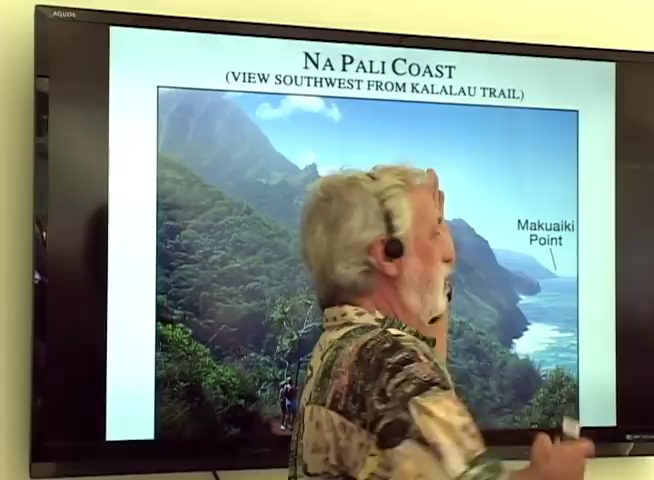 AQUOS
NA PALI COAST
(VIEW SOUTHWEST FROM KALALAU TRAIL)
Makuaiki
Point